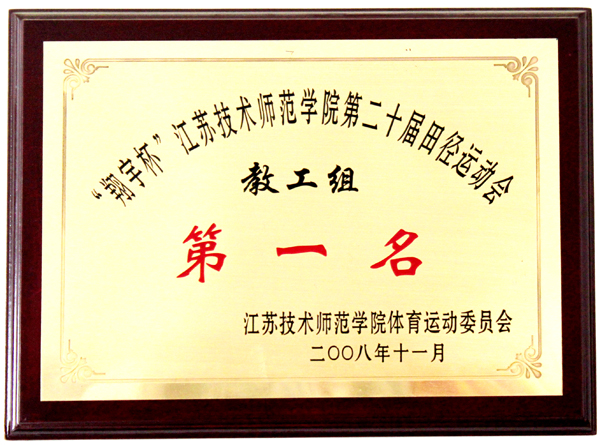 “翔宇杯”江苏技术师范学院第二十届田径运动会
教工组
第一名
江苏技术师范学院体育运动委员会
二〇〇八年十一月